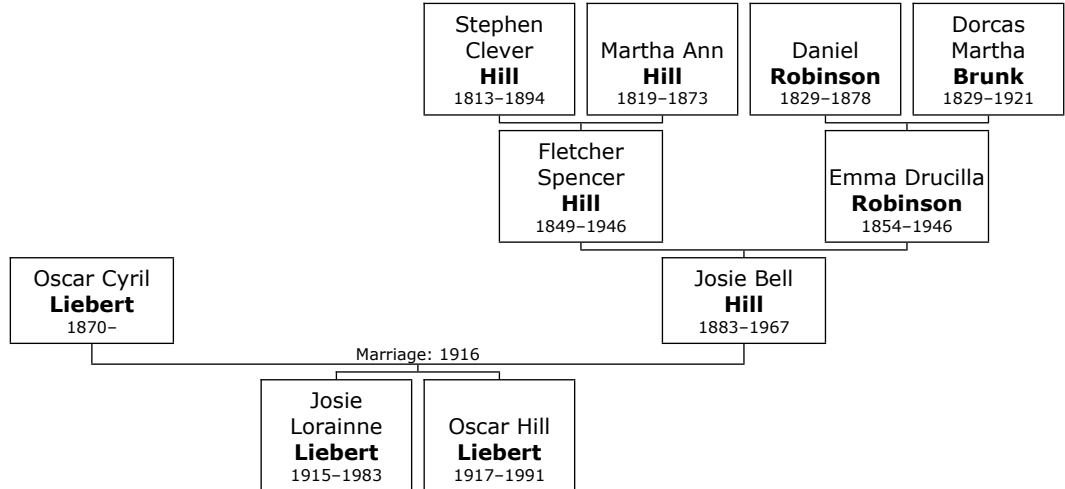 Stephen
Clever
Hill
1813–1894
Martha Ann
Hill
1819–1873
Daniel
Robinson
1829–1878
Dorcas
Martha
Brunk
1829–1921
Fletcher
Spencer
Hill
1849–1946
Emma Drucilla
Robinson
1854–1946
Oscar Cyril
Liebert
1870–
Josie Bell
Hill
1883–1967
Marriage: 1916
Josie
Lorainne
Liebert
1915–1983
Oscar Hill
Liebert
1917–1991